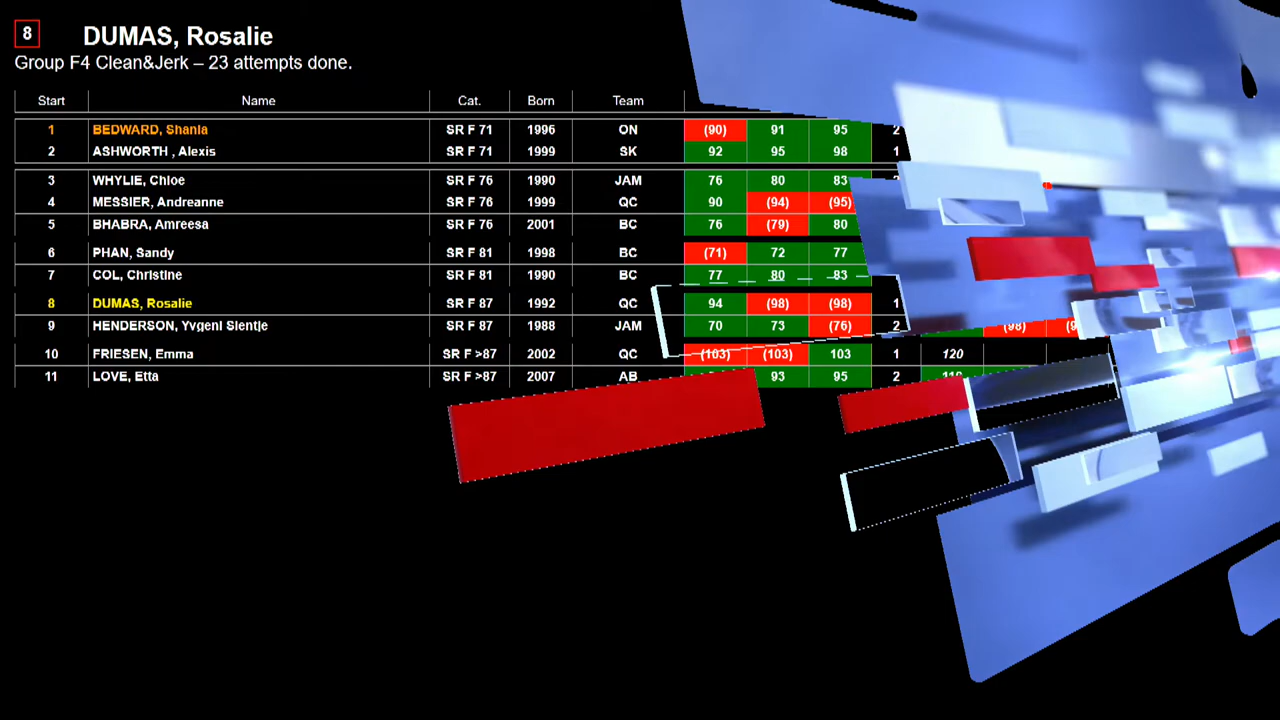 8 DUMAS, Rosalie
Group F4 Clean&Jerk – 23 attempts done.
Start Name Cat. Born Team
1 BEDWARD, Shania SR F 71 1996 ON (90) 91 95 2
2 ASHWORTH , Alexis SR F 71 1999 SK 92 95 98 1
3 WHYLIE, Chloe SR F 76 1990 JAM 76 80 83
4 MESSIER, Andreanne SR F 76 1999 QC 90 (94) (95)
5 BHABRA, Amreesa SR F 76 2001 BC 76 (79) 80
6 PHAN, Sandy SR F 81 1998 BC (71) 72 77
7 COL, Christine SR F 81 1990 BC 77 80 83
8 DUMAS, Rosalie SR F 87 1992 QC 94 (98) (98) 1
9 HENDERSON, Yvgeni Sientje SR F 87 1988 JAM 70 73 (76) 2 (98)
10 FRIESEN, Emma SR F >87 2002 QC (103) (103) 103 1 120
11 LOVE, Etta SR F >87 2007 AB 93 95 2